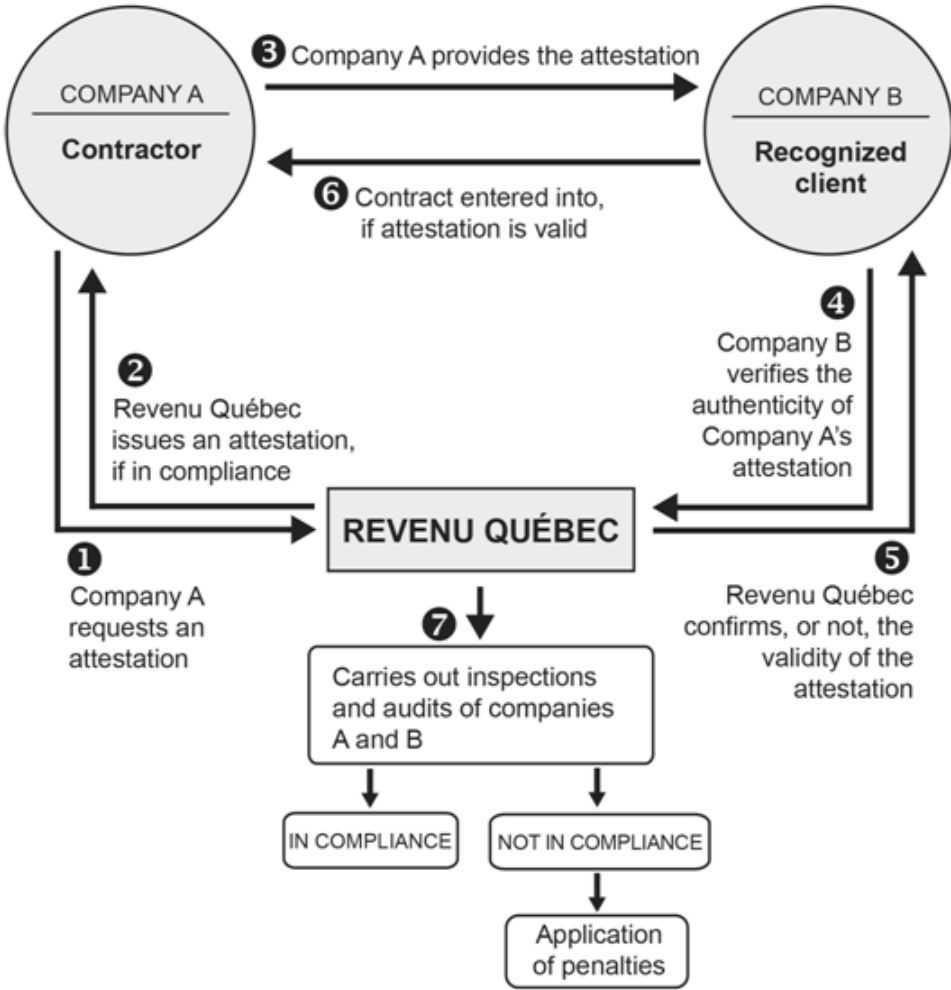 ❸ Company A provides the attestation
COMPANY A
Contractor
COMPANY B
Recognized
client
❻ Contract entered into,
if attestation is valid
❹
Company B
verifies the
authenticity of
Company A's
attestation
❷
Revenu Québec
issues an attestation,
if in compliance
REVENU QUÉBEC
❶
Company A
requests an
attestation
❺
Revenu Québec
confirms, or not, the
validity of the
attestation
❼
Carries out inspections
and audits of companies
A and B
IN COMPLIANCE
NOT IN COMPLIANCE
Application
of penalties